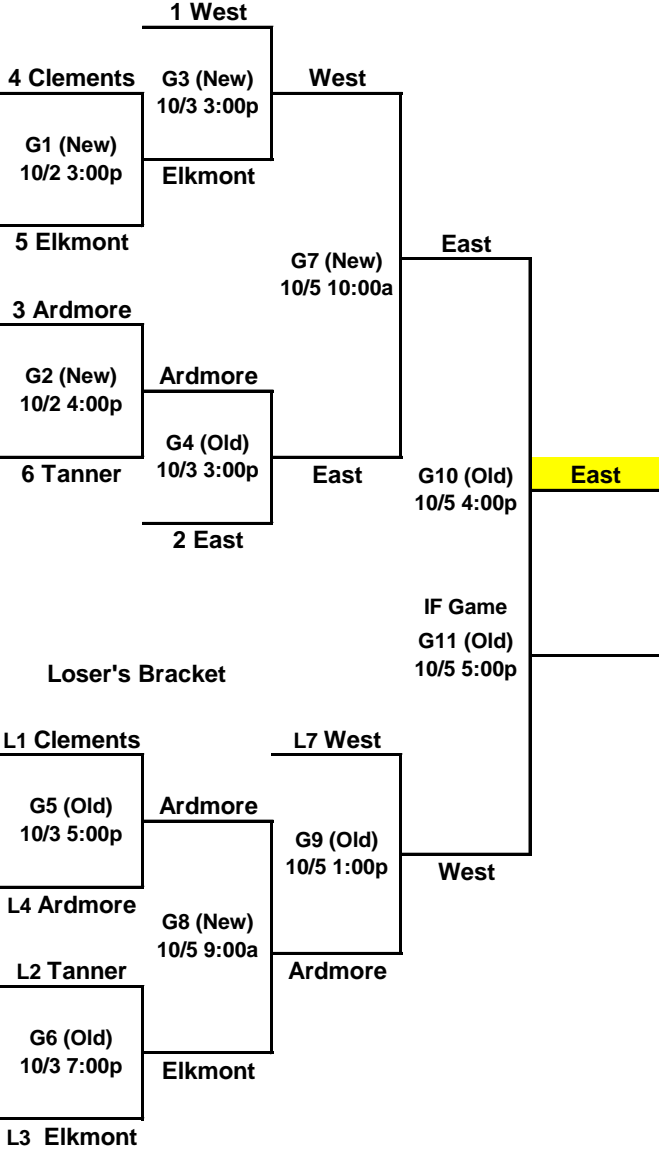 1 West
4 Clements
G3 (New)
10/3 3:00p
West
G1 (New)
10/2 3:00p
Elkmont
5 Elkmont
East
G7 (New)
10/5 10:00a
3 Ardmore
G2 (New)
10/2 4:00p
Ardmore
G4 (Old)
10/3 3:00p
6 Tanner
East
G10 (Old)
10/5 4:00p
East
2 East
IF Game
G11 (Old)
10/5 5:00p
Loser's Bracket
L1 Clements
L7 West
G5 (Old)
10/3 5:00p
Ardmore
G9 (Old)
10/5 1:00p
West
L4 Ardmore
G8 (New)
10/5 9:00a
L2 Tanner
Ardmore
G6 (Old)
10/3 7:00p
Elkmont
L3 Elkmont